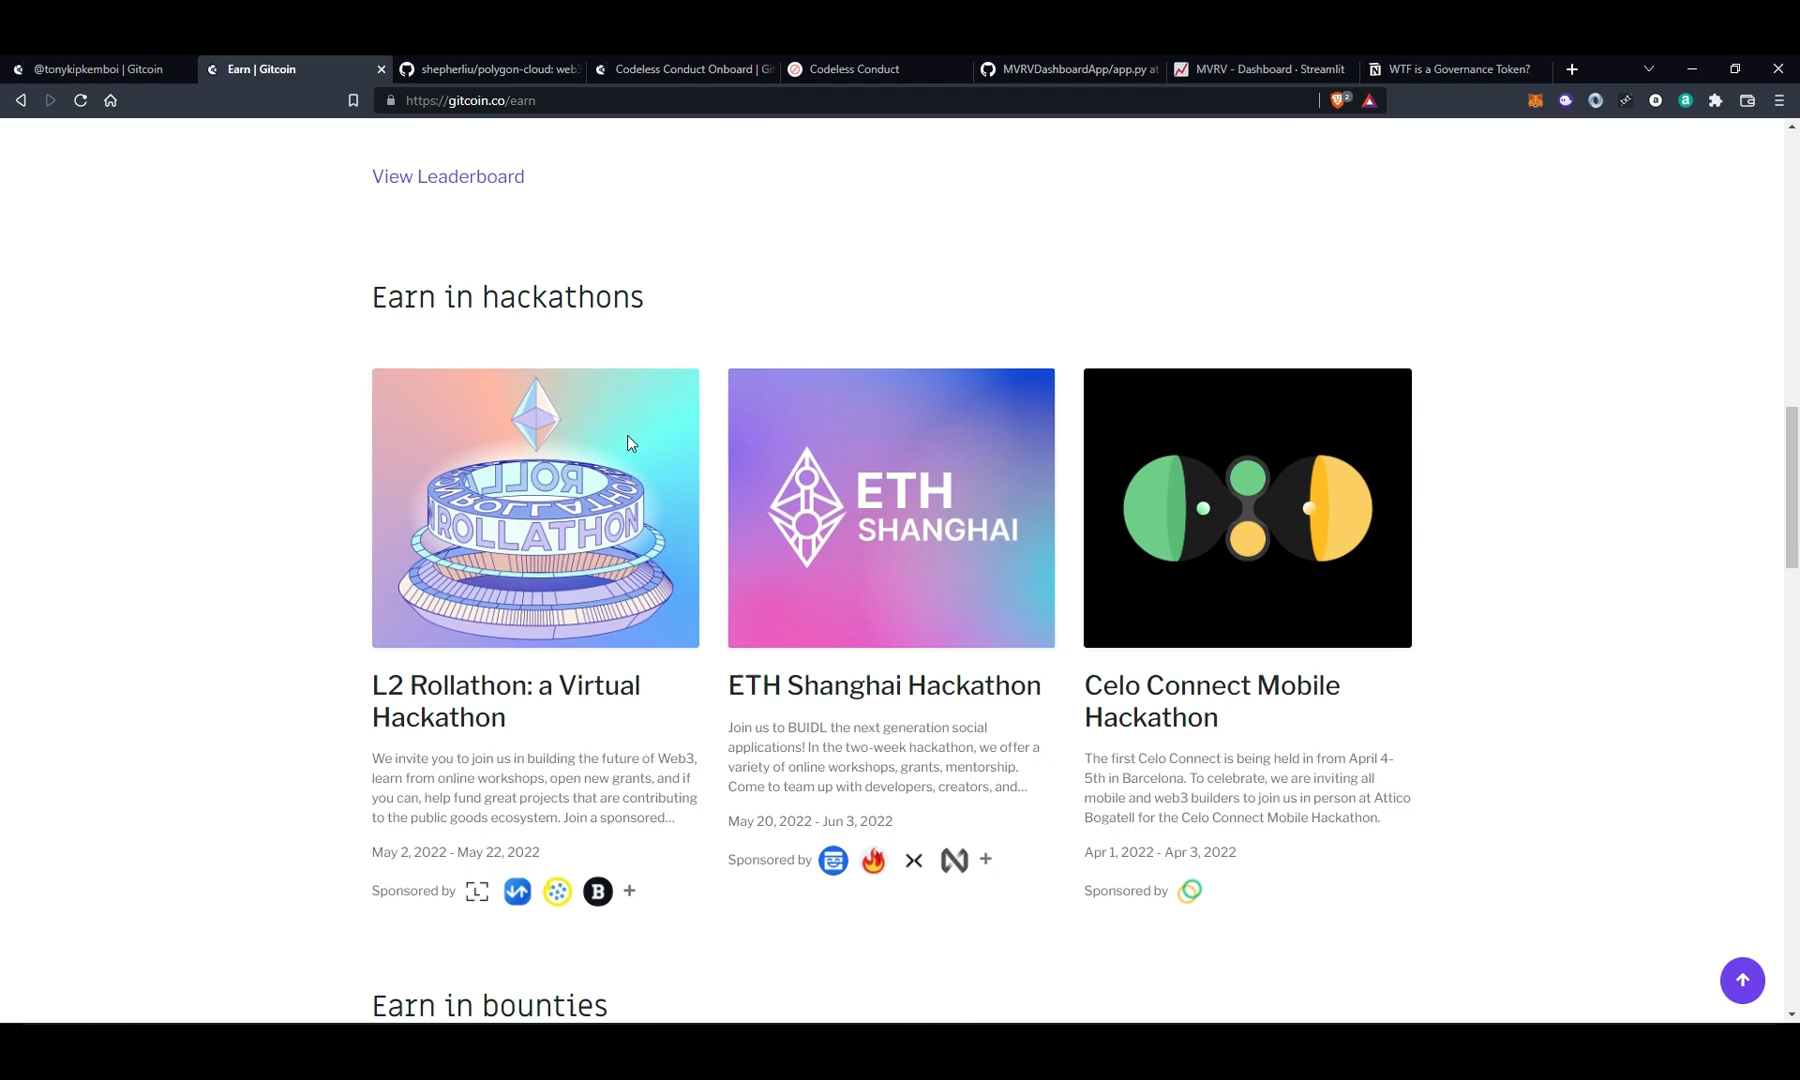 @tonykipkemboi | Gitcoin
Earn | Gitcoin
shepherliu/polygon-cloud: web3
Codeless Conduct Onboard | Git
Codeless Conduct
MVRVDashboardApp/app.py at
MVRV - Dashboard · Streamlit
WTF is a Governance Token?
https://gitcoin.co/earn
2
View Leaderboard
Earn in hackathons
ROLLATHON
ETH
SHANGHAI
L2 Rollathon: a Virtual
Hackathon
We invite you to join us in building the future of Web3,
learn from online workshops, open new grants, and if
you can, help fund great projects that are contributing
to the public goods ecosystem. Join a sponsored...
May 2, 2022 - May 22, 2022
Sponsored by
ETH Shanghai Hackathon
Join us to BUIDL the next generation social
applications! In the two-week hackathon, we offer a
variety of online workshops, grants, mentorship.
Come to team up with developers, creators, and...
May 20, 2022 - Jun 3, 2022
Sponsored by
Celo Connect Mobile
Hackathon
The first Celo Connect is being held in from April 4-
5th in Barcelona. To celebrate, we are inviting all
mobile and web3 builders to join us in person at Attico
Bogatell for the Celo Connect Mobile Hackathon.
Apr 1, 2022 - Apr 3, 2022
Sponsored by
Earn in bounties